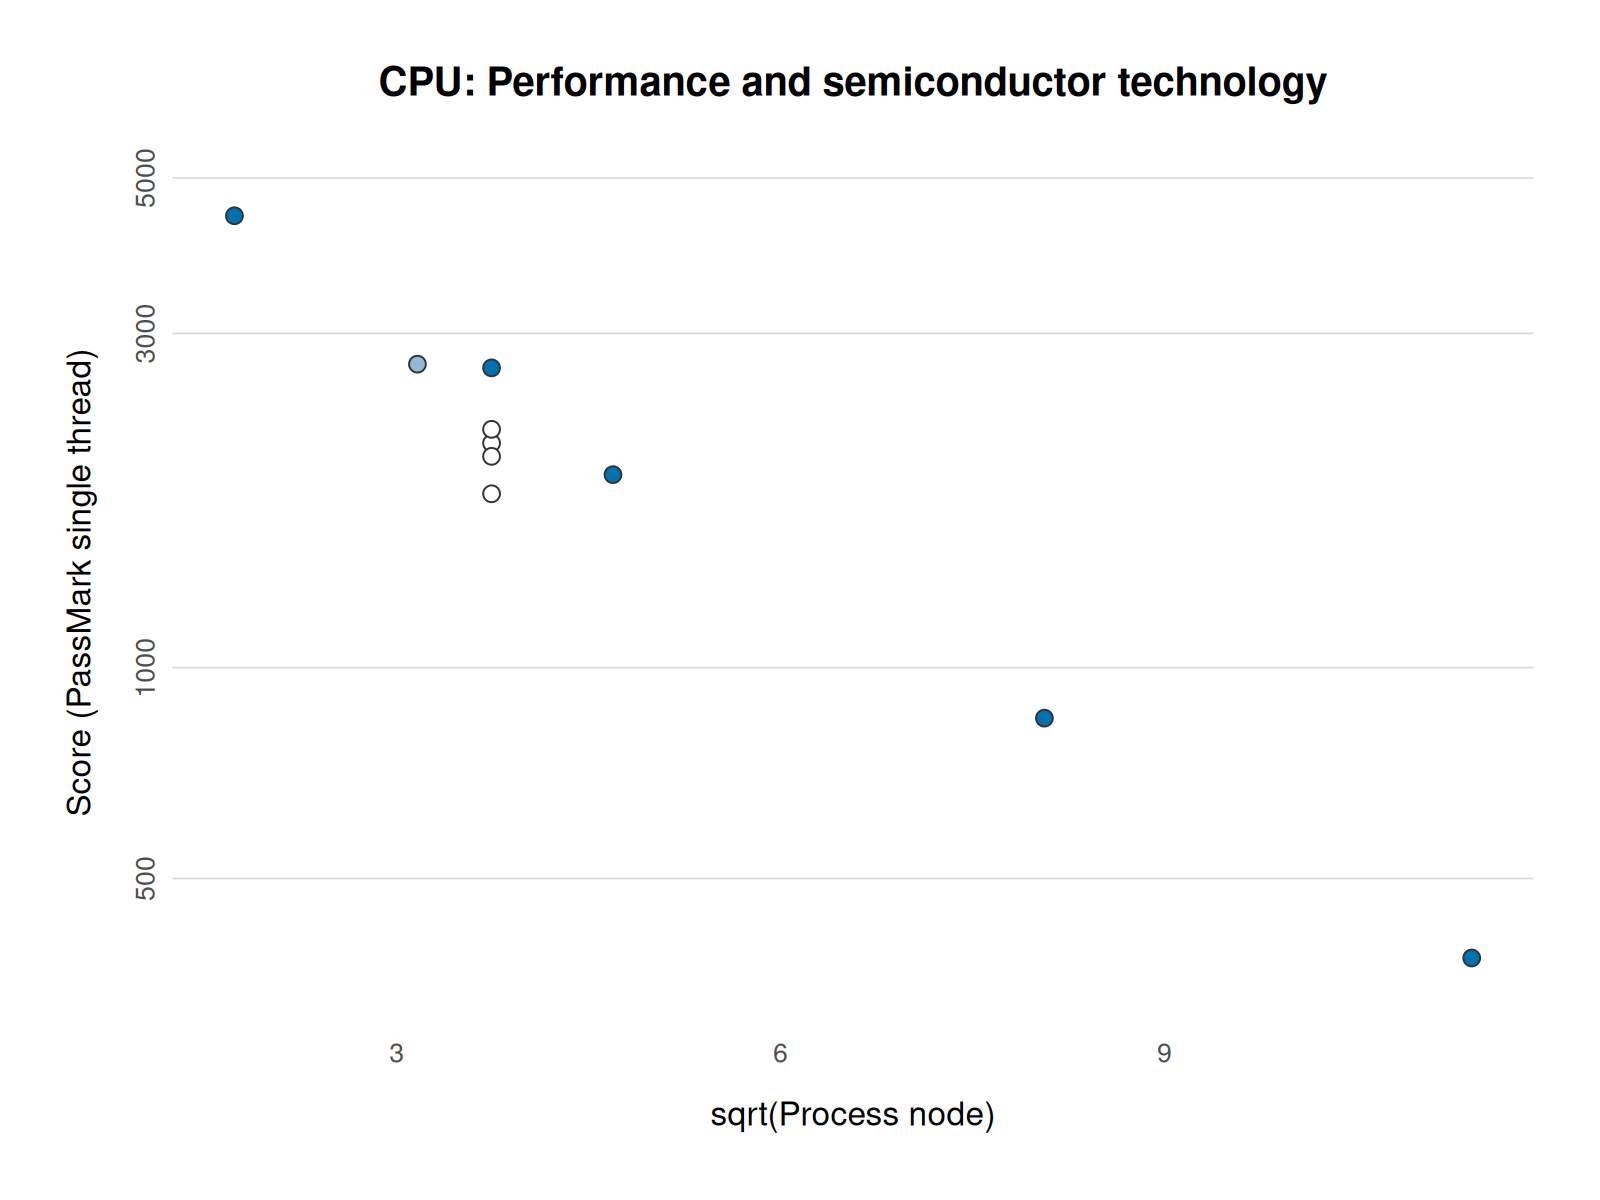 CPU: Performance and semiconductor technology
Score (PassMark single thread)
5000
3000
1000
500
3
6
9
sqrt(Process node)